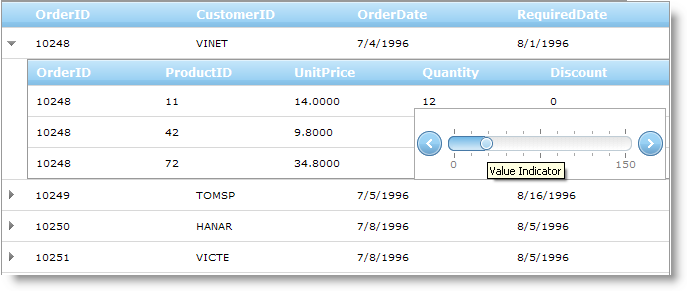 OrderID CustomerID OrderDate RequiredDate
10248 VINET 7/4/1996 8/1/1996
OrderID ProductID UnitPrice Quantity Discount
10248 11 14.0000 12 0
10248 42 9.8000
10248 72 34.8000
0 150
Value Indicator
10249 TOMSP 7/5/1996 8/16/1996
10250 HANAR 7/8/1996 8/5/1996
10251 VICTE 7/8/1996 8/5/1996